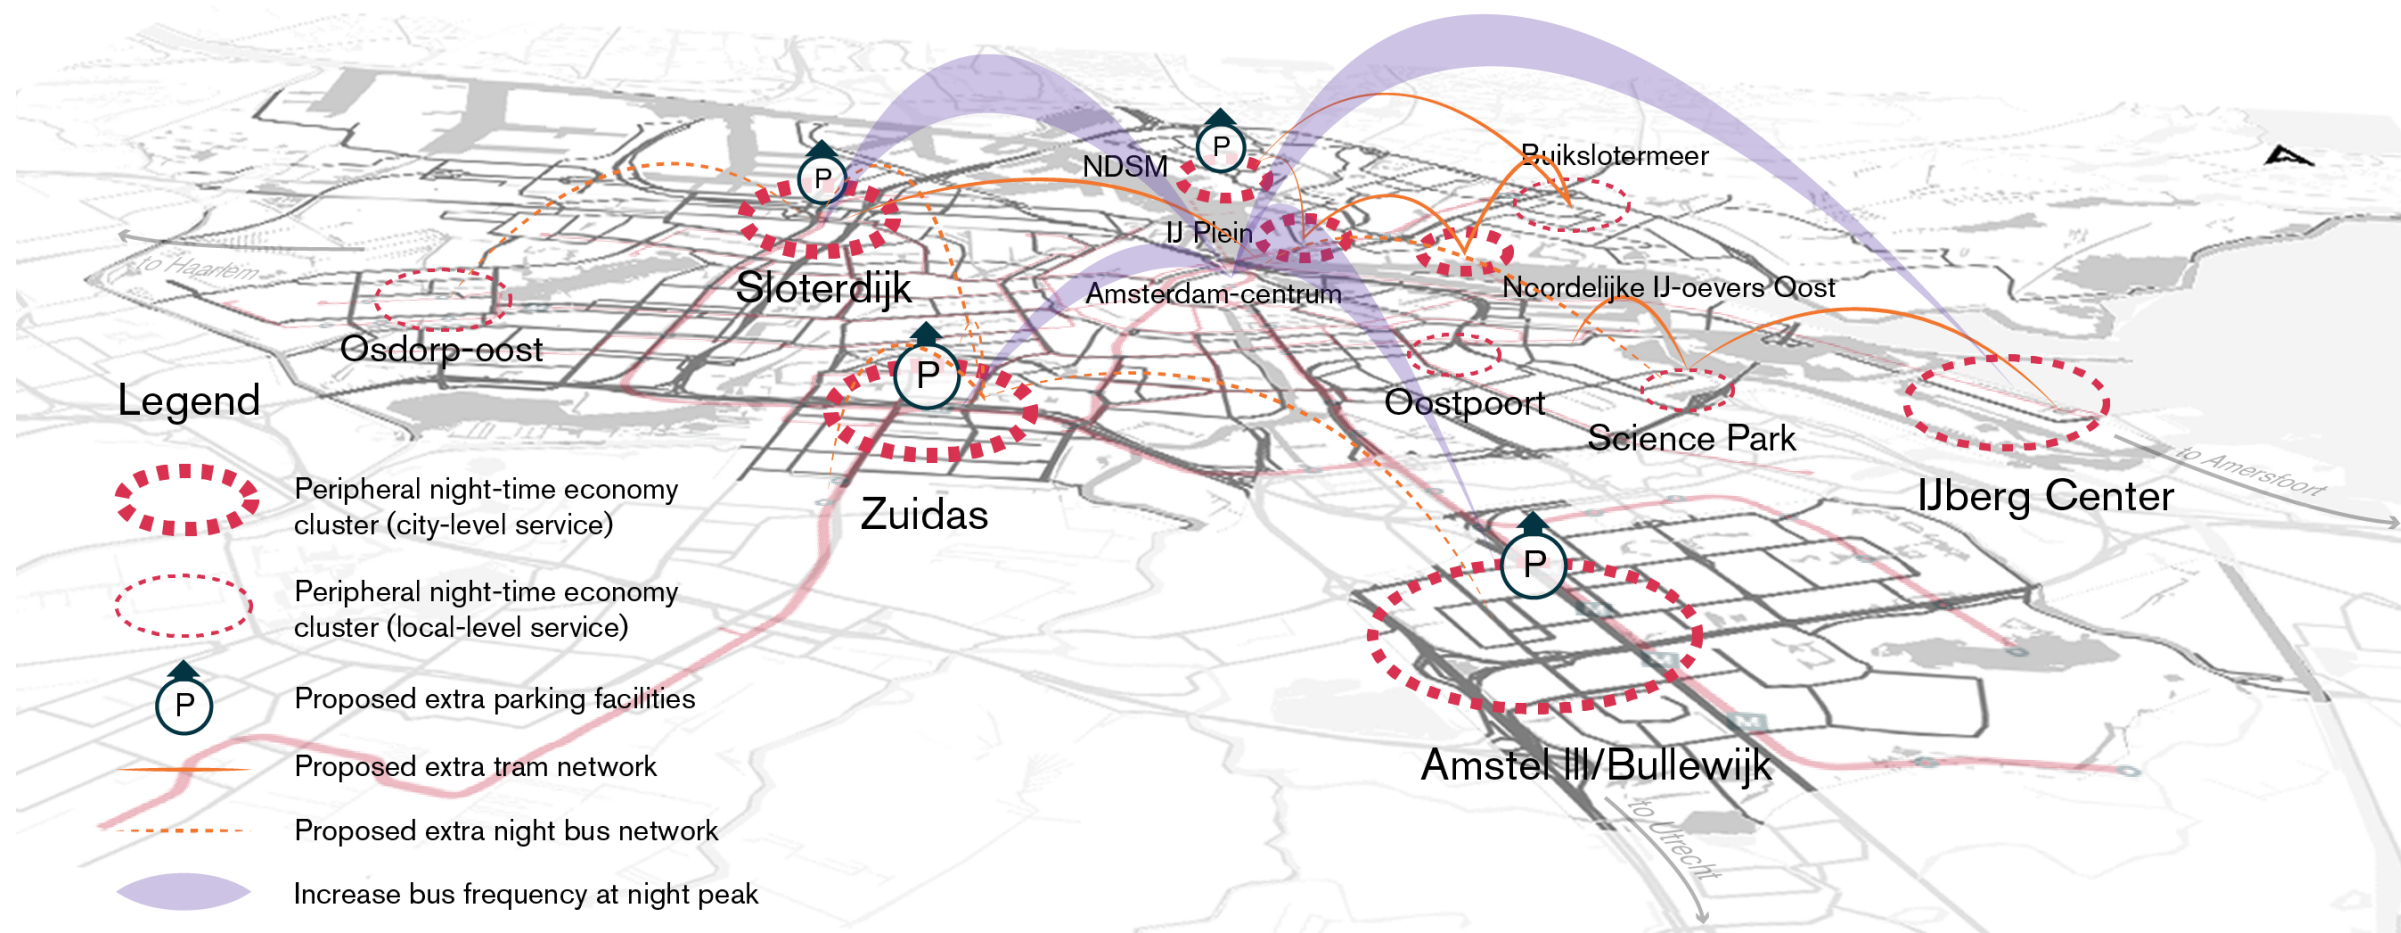 P
Buikslotermeer
NDSM
P
IJ Plein
to Haarlem
Sloterdijk
Amsterdam-centrum
Noordelijke IJ-oevers Oost
Osdorp-oost
P
Oostpoort
Science Park
to Amersfoort
IJberg Center
Zuidas
P
M
Amstel III/Bullewijk
to Utrecht
Legend
Peripheral night-time economy
cluster (city-level service)
Peripheral night-time economy
cluster (local-level service)
P
Proposed extra parking facilities
Proposed extra tram network
Proposed extra night bus network
Increase bus frequency at night peak